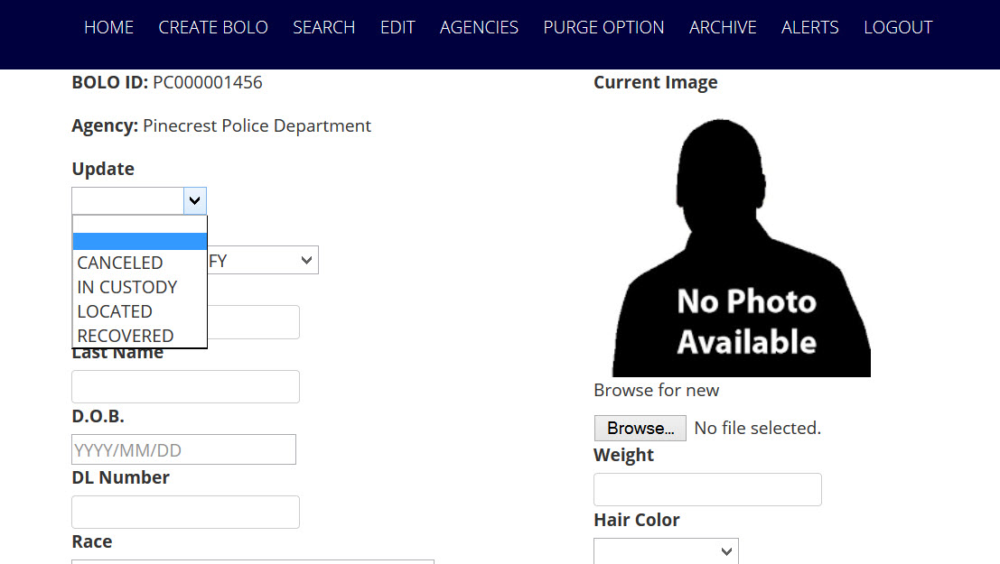 HOME CREATE BOLO SEARCH EDIT AGENCIES PURGE OPTION ARCHIVE ALERTS LOGOUT
BOLO ID: PC000001456
Agency: Pinecrest Police Department
Update
CANCELED
IN CUSTODY
LOCATED
RECOVERED
FY
Last Name
D.O.B.
YYYY/MM/DD
DL Number
Race
Current Image
No Photo
Available
Browse for new
Browse... No file selected.
Weight
Hair Color